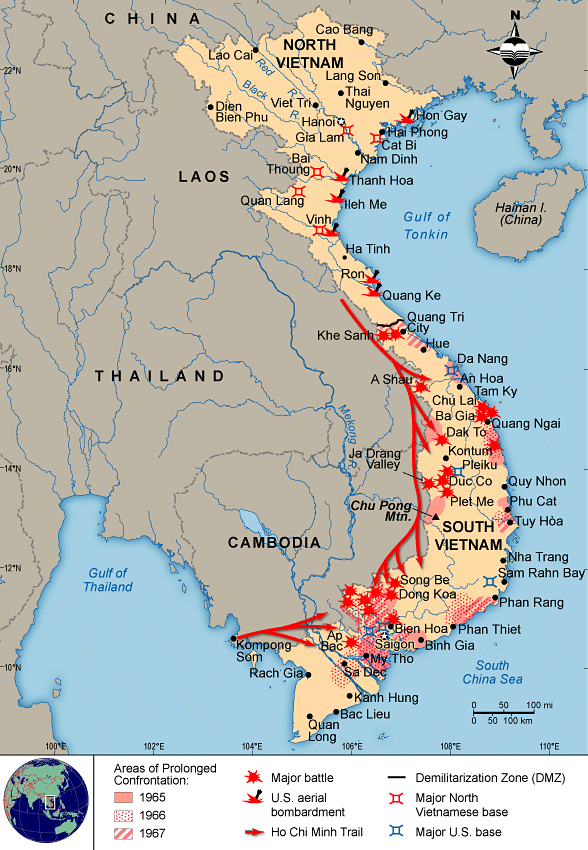 CHINA
N
Cao Bang
NORTH
VIETNAM
Lao Cai
22°N
Red
R.
Lang Son
Black
R.
Thai
Nguyen
Viet Tri
Dien
Bien Phu
Hanoi
Hon Gay
Gia Lam
Hai Phong
Cat Bi
Nam Dinh
Bai
Thoung
20°N
LAOS
Thanh Hoa
Quan Lang
Ileh Me
Hainan I.
(China)
Gulf of
Tonkin
Vinh
Ha Tinh
18°N
Ron
Quang Ke
Quang Tri
City
Khe Sanh
Hue
16°N
Da Nang
THAILAND
A Shau
An Hoa
Tam Ky
Chu Lai
Ba Gia
Mekong R.
Quang Ngai
Dak To
Kontum
Ja Drang
Valley
Pleiku
14°N
Duc Co
Quy Nhon
Plet Me
Phu Cat
Chu Pong
Mtn.
Tuy Hòa
SOUTH
VIETNAM
CAMBODIA
Nha Trang
12°N
Sam Rahn Bay
Gulf of
Thailand
Song Be
Dong Koa
Phan Rang
Bien Hoa
Phan Thiet
Ap
Bac
Saigon
Binh Gia
Kompong
Som
My Tho
10°N
Rach Gia
Sa Dec
South
China Sea
Kanh Hung
Bac Lieu
Quan
Long
0 50 100 mi
0 50 100 km
100°E
102°E
104°E
106°E
108°E
110°E
Areas of Prolonged
Confrontation:
1965
1966
1967
Major battle
U.S. aerial
bombardment
Ho Chi Minh Trail
Demilitarization Zone (DMZ)
Major North
Vietnamese base
Major U.S. base